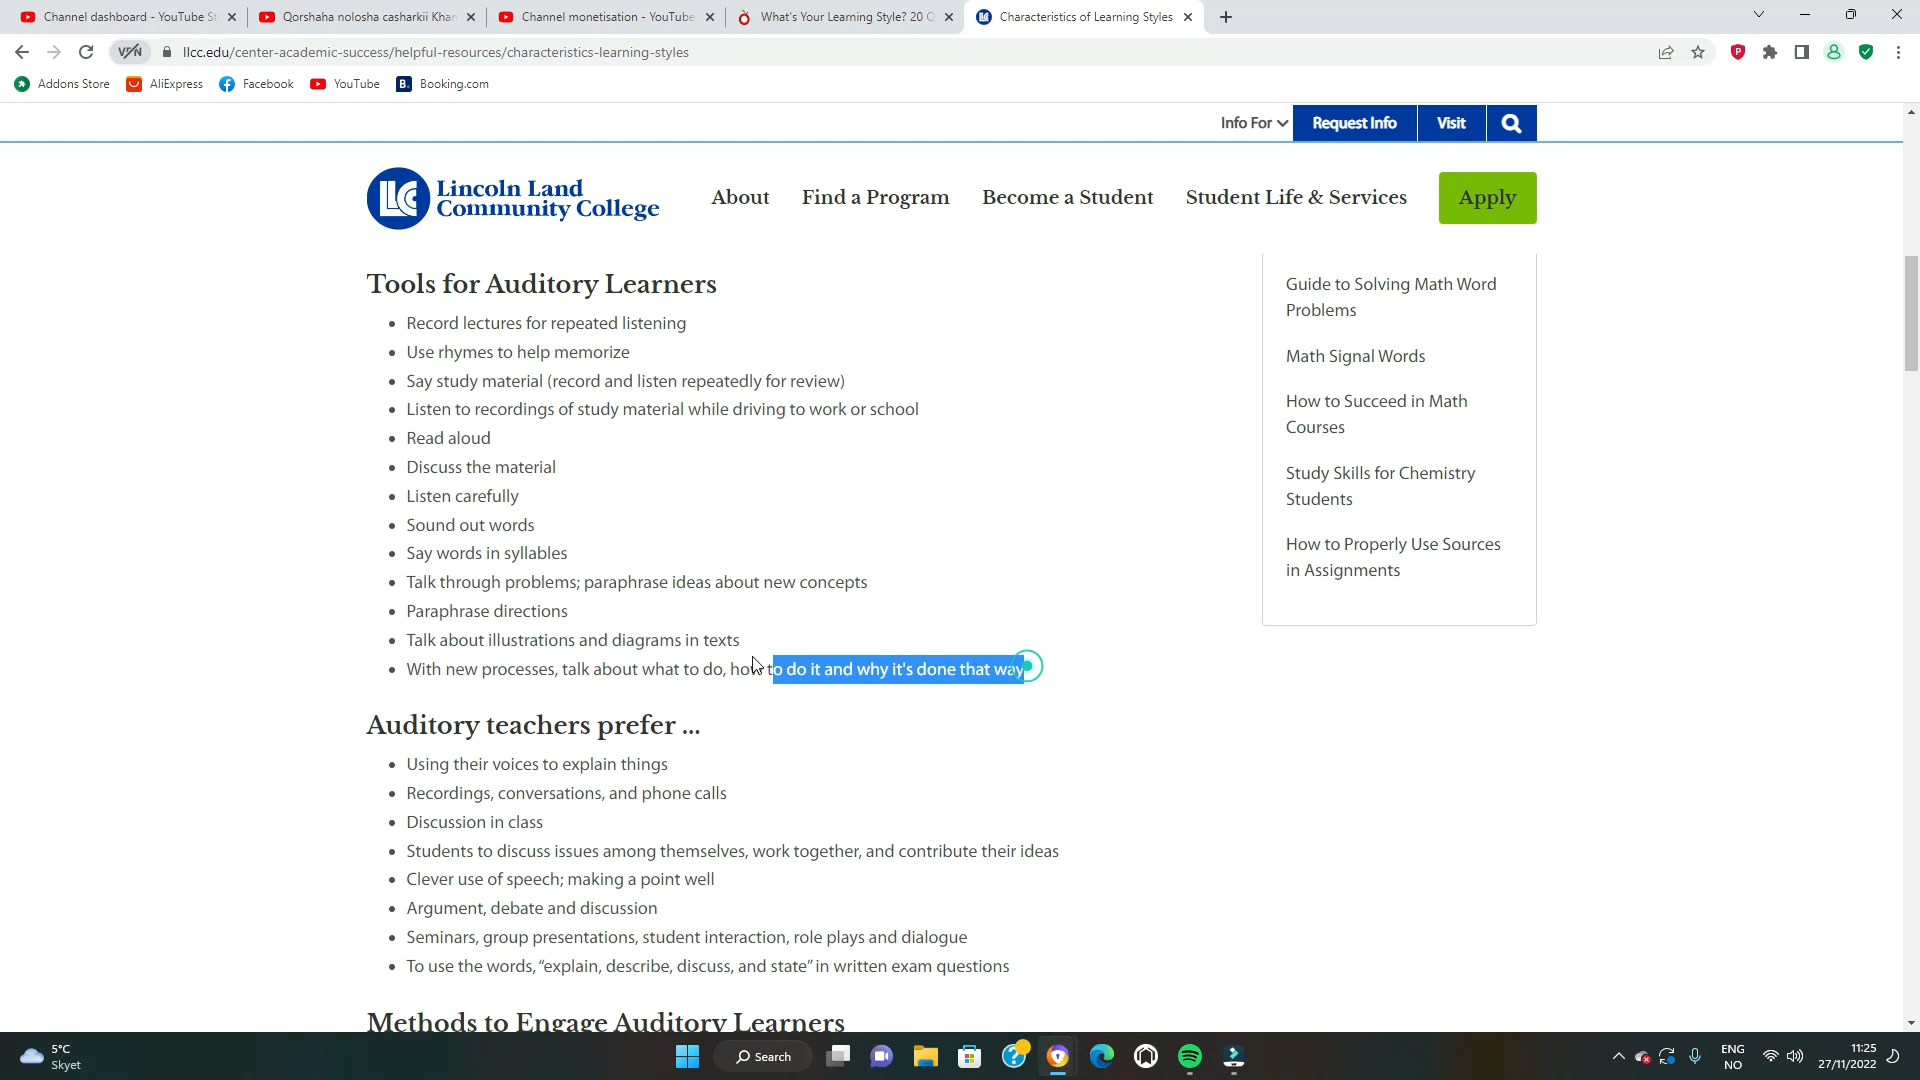 Channel dashboard - YouTube St
Qorshaha nolosha casharkii Khan
Channel monetisation - YouTube
What's Your Learning Style? 20 Q
Characteristics of Learning Styles
VPN
llcc.edu/center-academic-success/helpful-resources/characteristics-learning-styles
Addons Store
AliExpress
Facebook
YouTube
B.
Booking.com
Info For
Request Info
Visit
Lincoln Land
Community College
About
Find a Program
Become a Student
Student Life & Services
Apply
Tools for Auditory Learners
• Record lectures for repeated listening
• Use rhymes to help memorize
• Say study material (record and listen repeatedly for review)
• Listen to recordings of study material while driving to work or school
• Read aloud
• Discuss the material
• Listen carefully
• Sound out words
• Say words in syllables
• Talk through problems; paraphrase ideas about new concepts
• Paraphrase directions
• Talk about illustrations and diagrams in texts
• With new processes, talk about what to do, how to do it and why it's done that way
Auditory teachers prefer ...
• Using their voices to explain things
• Recordings, conversations, and phone calls
• Discussion in class
• Students to discuss issues among themselves, work together, and contribute their ideas
• Clever use of speech; making a point well
• Argument, debate and discussion
• Seminars, group presentations, student interaction, role plays and dialogue
• To use the words, “explain, describe, discuss, and state” in written exam questions
Methods to Engage Auditory Learners
Guide to Solving Math Word
Problems
Math Signal Words
How to Succeed in Math
Courses
Study Skills for Chemistry
Students
How to Properly Use Sources
in Assignments
5°C
Skyet
Search
ENG
NO
11:25
27/11/2022